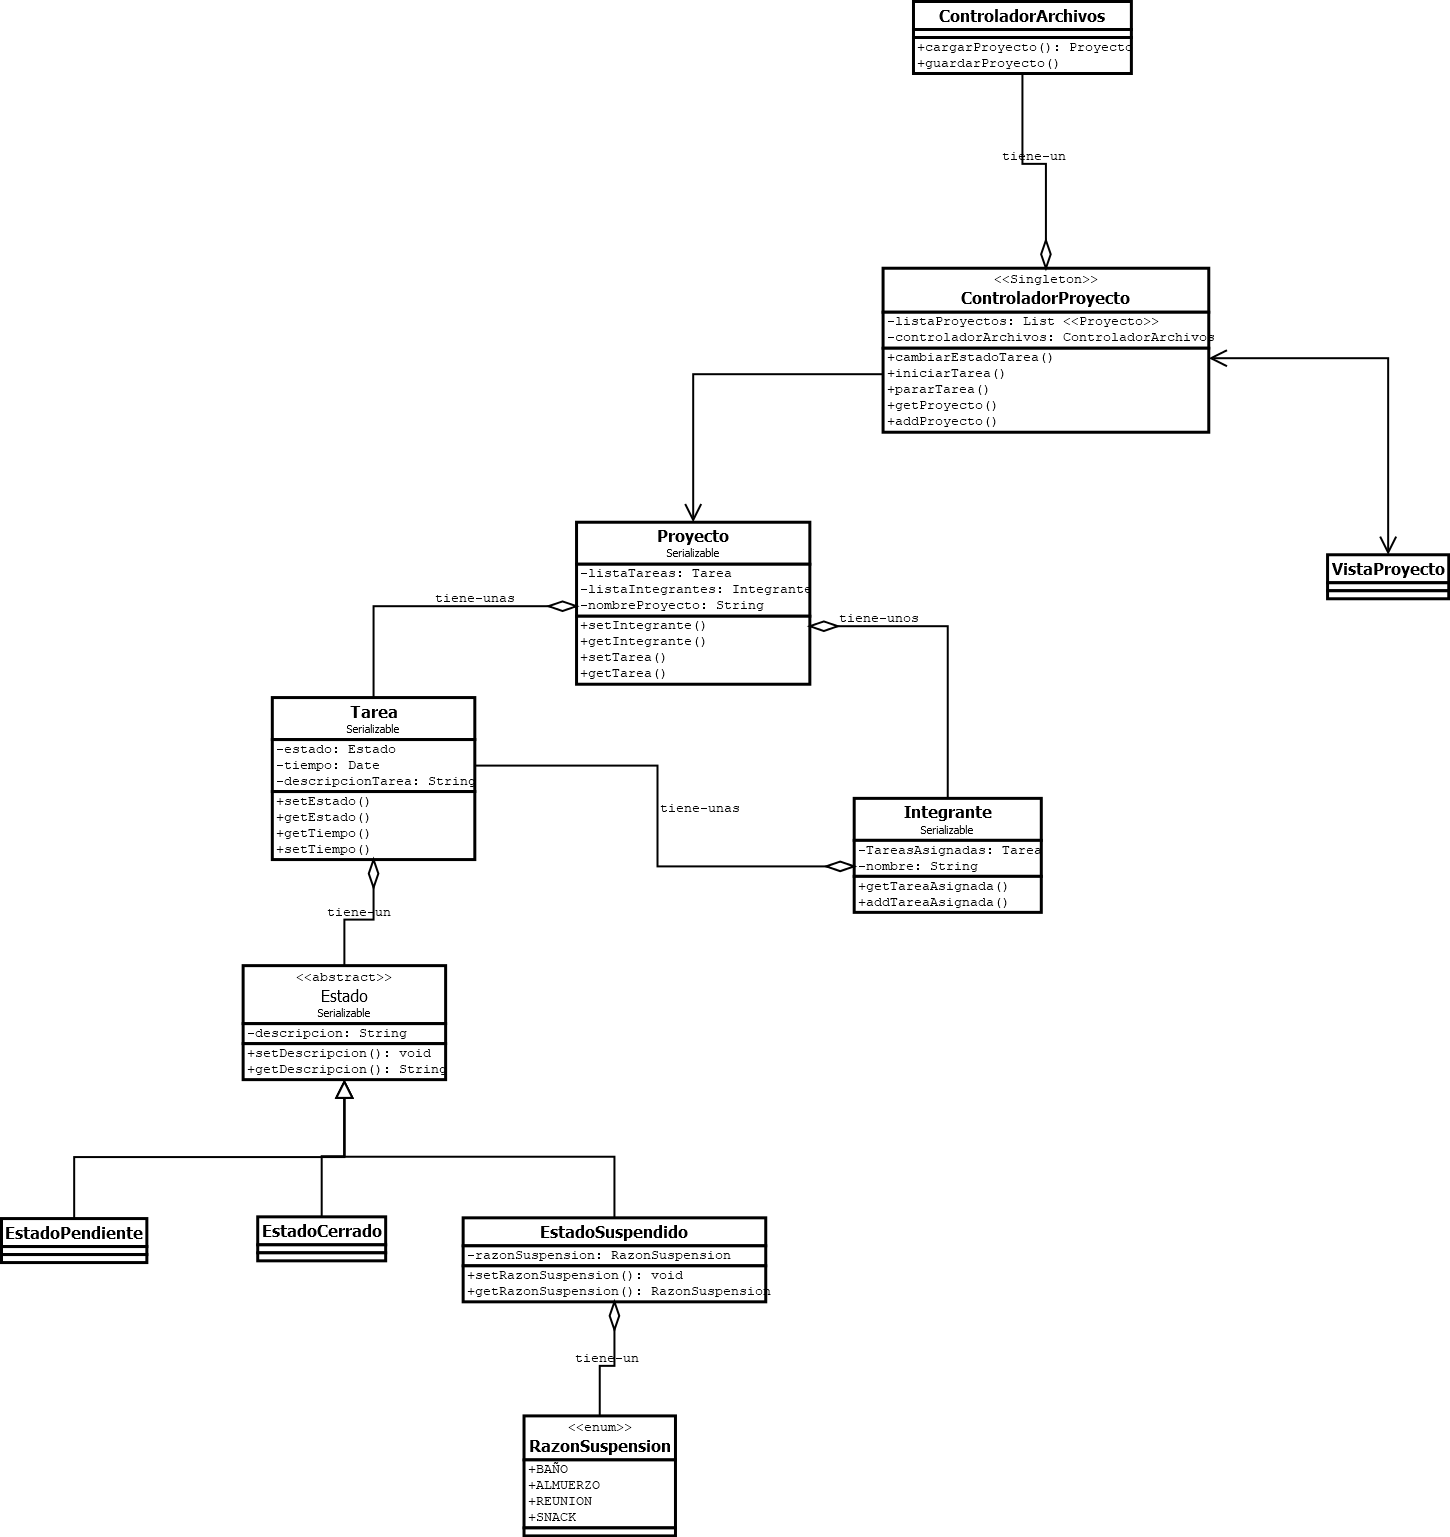 ControladorArchivos
+cargarProyecto(): Proyecto
+guardarProyecto()
tiene-un
<<Singleton>>
ControladorProyecto
-listaProyectos: List <<Proyecto>>
-controladorArchivos: ControladorArchivos
+cambiarEstadoTarea()
+iniciarTarea()
+pararTarea()
+getProyecto()
+addProyecto()
VistaProyecto
Proyecto
Serializable
-listaTareas: Tarea
-listaIntegrantes: Integrante
-nombreProyecto: String
+setIntegrante()
+getIntegrante()
+setTarea()
+getTarea()
tiene-unas
tiene-unos
Tarea
Serializable
-estado: Estado
-tiempo: Date
-descripcionTarea: String
+setEstado()
+getEstado()
+getTiempo()
+setTiempo()
tiene-unas
Integrante
Serializable
-TareasAsignadas: Tarea
-nombre: String
+getTareaAsignada()
+addTareaAsignada()
tiene-un
<<abstract>>
Estado
Serializable
-descripcion: String
+setDescripcion(): void
+getDescripcion(): String
EstadoPendiente
EstadoCerrado
EstadoSuspendido
-razonSuspension: RazonSuspension
+setRazonSuspension(): void
+getRazonSuspension(): RazonSuspension
tiene-un
<<enum>>
RazonSuspension
+BAÑO
+ALMUERZO
+REUNION
+SNACK